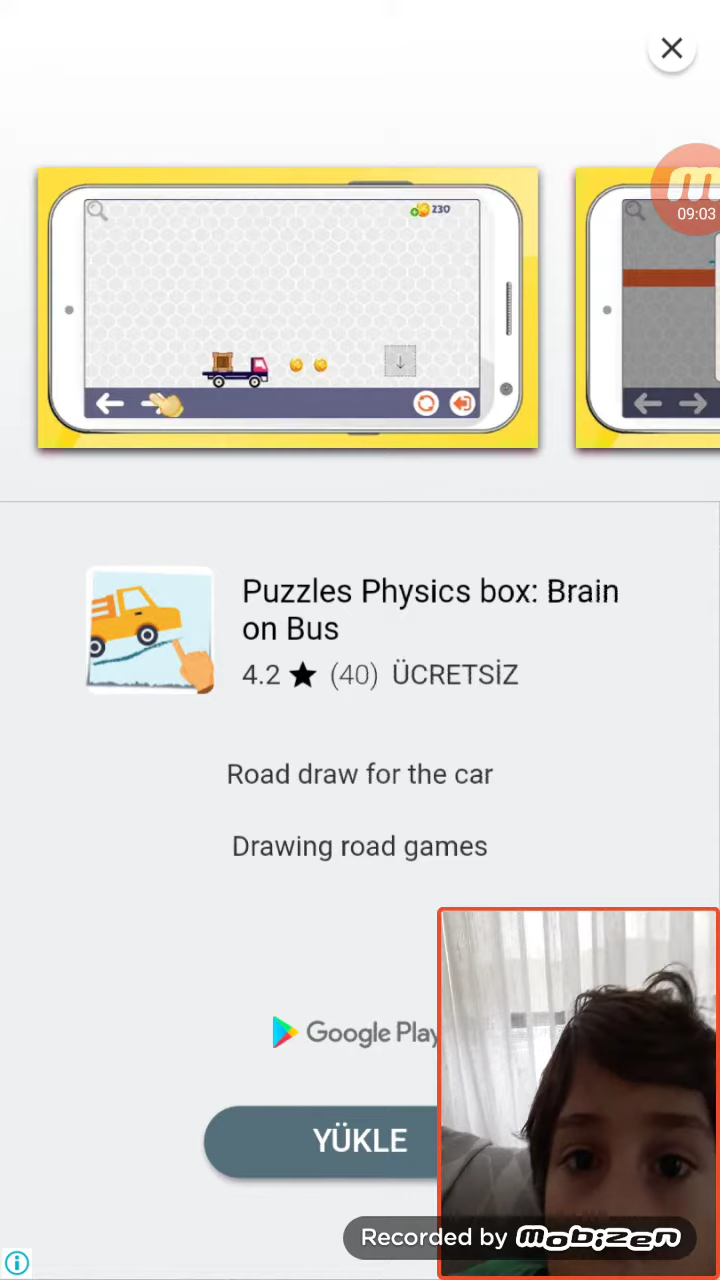 230
09:03
Puzzles Physics box: Brain
on Bus
4.2 ★ (40) ÜCRETSİZ
Road draw for the car
Drawing road games
Google Play
YÜKLE
Recorded by mobizen